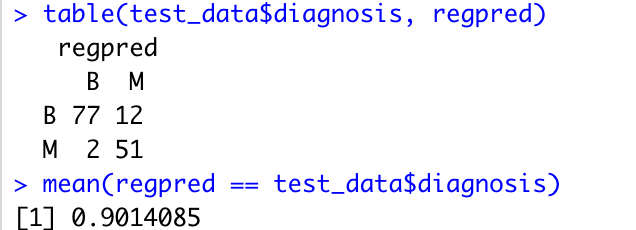 > table(test_data$diagnosis, regpred)
   regpred
     B  M
  B 77 12
  M  2 51
> mean(regpred == test_data$diagnosis)
[1] 0.9014085